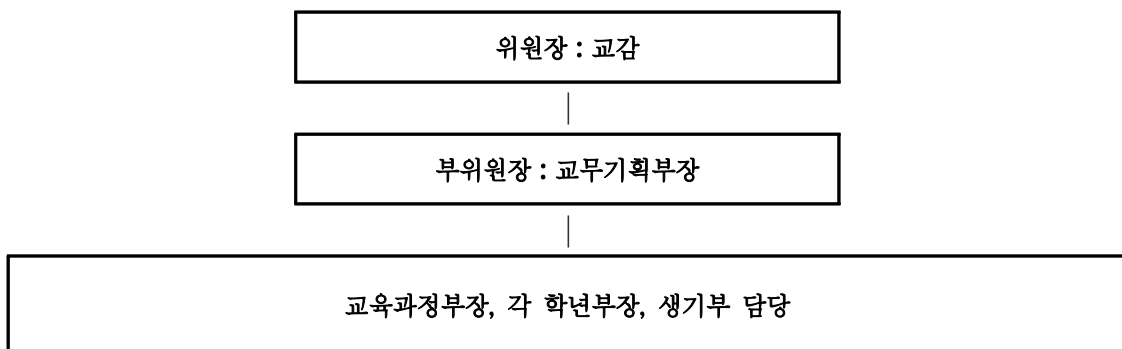 위원장 : 교감
부위원장 : 교무기획부장
교육과정부장, 각 학년부장, 생기부 담당